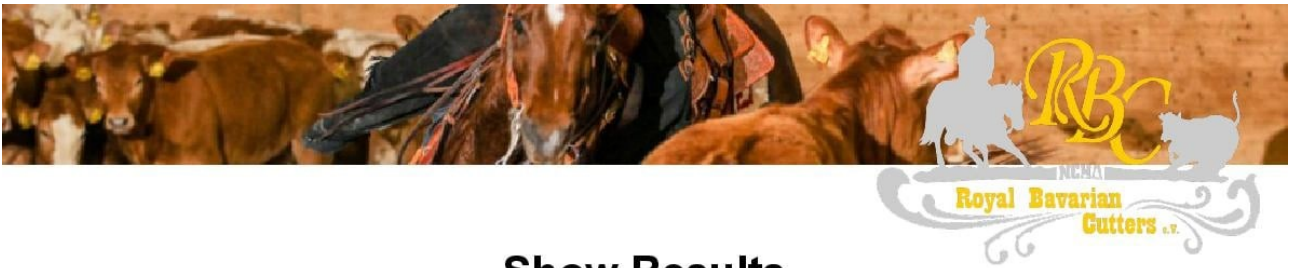 RBC
NCHA
Royal Bavarian
Cutters e.V.
Show Results